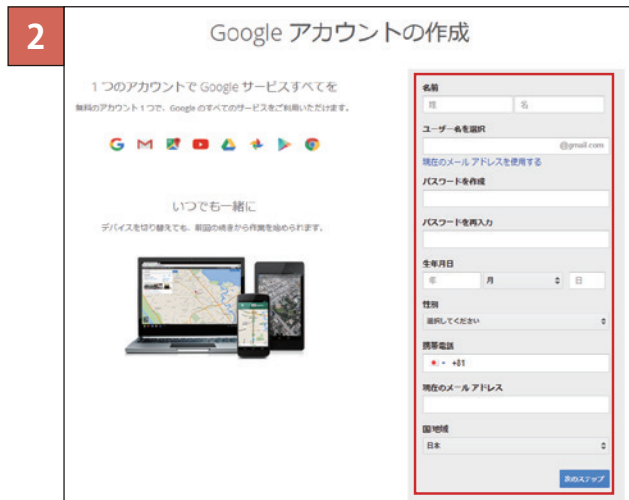 2
Google アカウントの作成
1 つのアカウントで Google サービスすべてを
無料のアカウント 1 つで、Google のすべてのサービスをご利用いただけます。
いつでも一緒に
デバイスを切り替えても、前回の続きから作業を始められます。
名前
姓 名
ユーザー名を選択
@gmail.com
現在のメール アドレスを使用する
パスワードを作成
パスワードを再入力
生年月日
年 月 日
性別
選択してください
携帯電話
+81
現在のメール アドレス
国/地域
日本
次のステップ